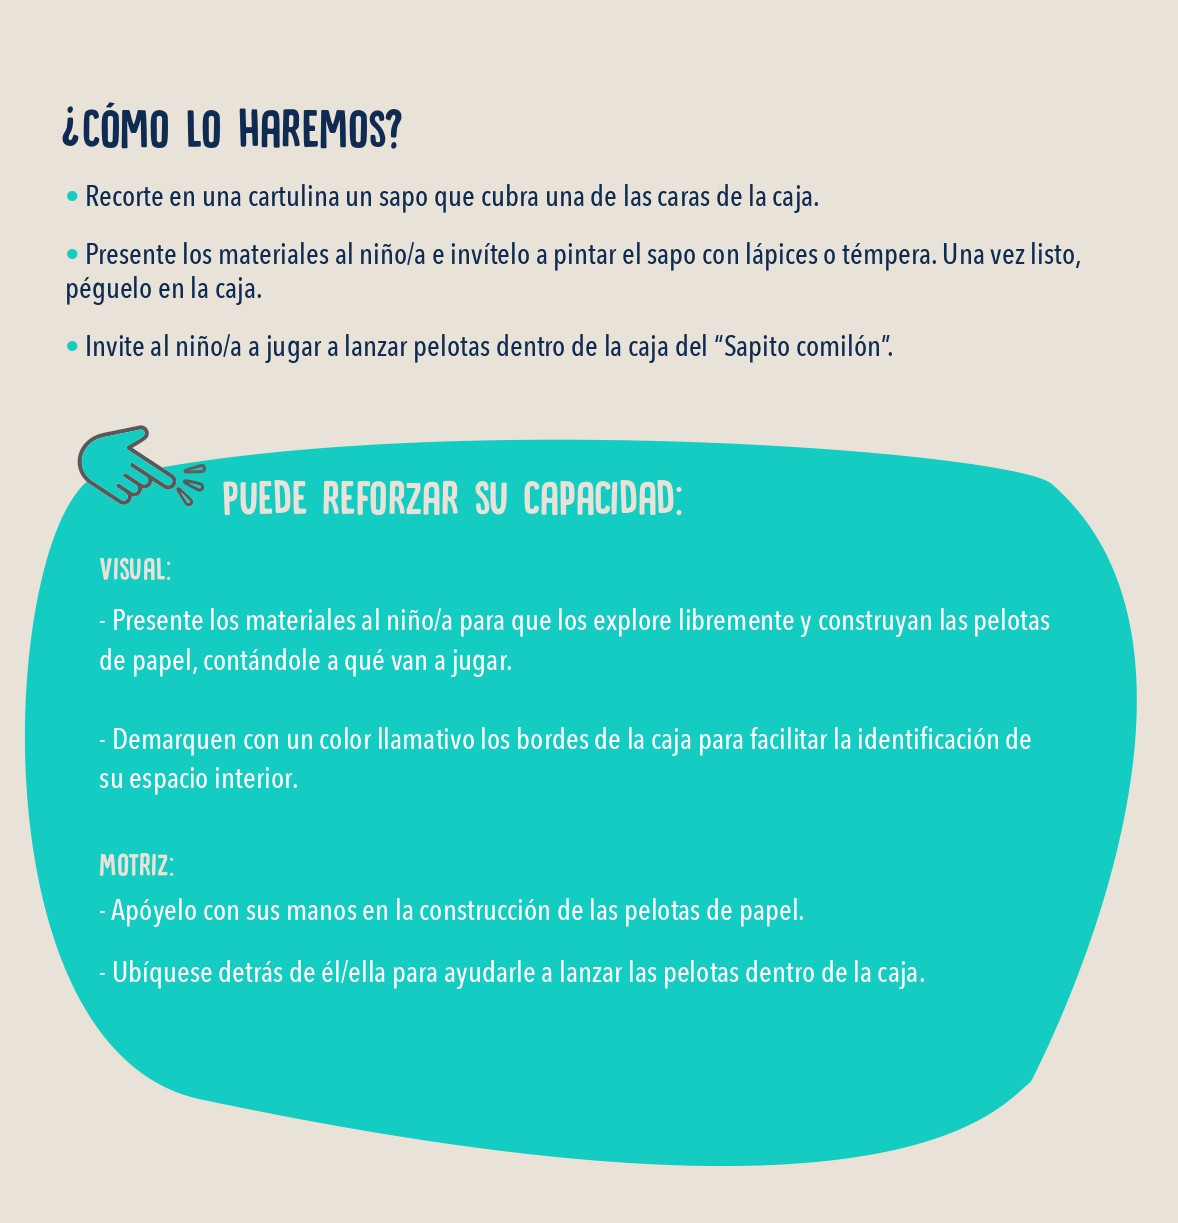 ¿CÓMO LO HAREMOS?
• Recorte en una cartulina un sapo que cubra una de las caras de la caja.
• Presente los materiales al niño/a e invítelo a pintar el sapo con lápices o témpera. Una vez listo,
péguelo en la caja.
• Invite al niño/a a jugar a lanzar pelotas dentro de la caja del “Sapito comilón”.
PUEDE REFORZAR SU CAPACIDAD:
VISUAL:
- Presente los materiales al niño/a para que los explore libremente y construyan las pelotas
de papel, contándole a qué van a jugar.
- Demarquen con un color llamativo los bordes de la caja para facilitar la identificación de
su espacio interior.
MOTRIZ:
- Apóyelo con sus manos en la construcción de las pelotas de papel.
- Ubíquese detrás de él/ella para ayudarle a lanzar las pelotas dentro de la caja.